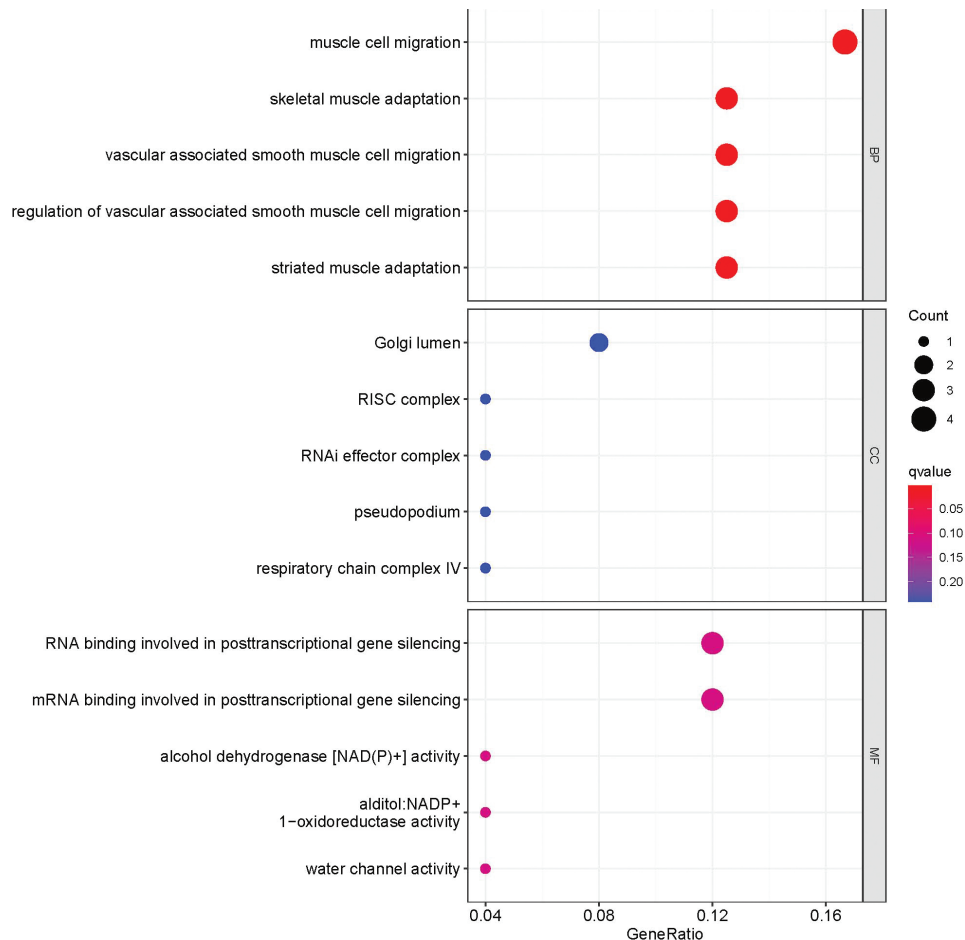 muscle cell migration
skeletal muscle adaptation
vascular associated smooth muscle cell migration
regulation of vascular associated smooth muscle cell migration
striated muscle adaptation
BP
Golgi lumen
RISC complex
RNAi effector complex
pseudopodium
respiratory chain complex IV
CC
RNA binding involved in posttranscriptional gene silencing
mRNA binding involved in posttranscriptional gene silencing
alcohol dehydrogenase [NAD(P)+] activity
alditol:NADP+
1−oxidoreductase activity
water channel activity
MF
0.04 0.08 0.12 0.16
GeneRatio
Count
1
2
3
4
qvalue
0.05
0.10
0.15
0.20